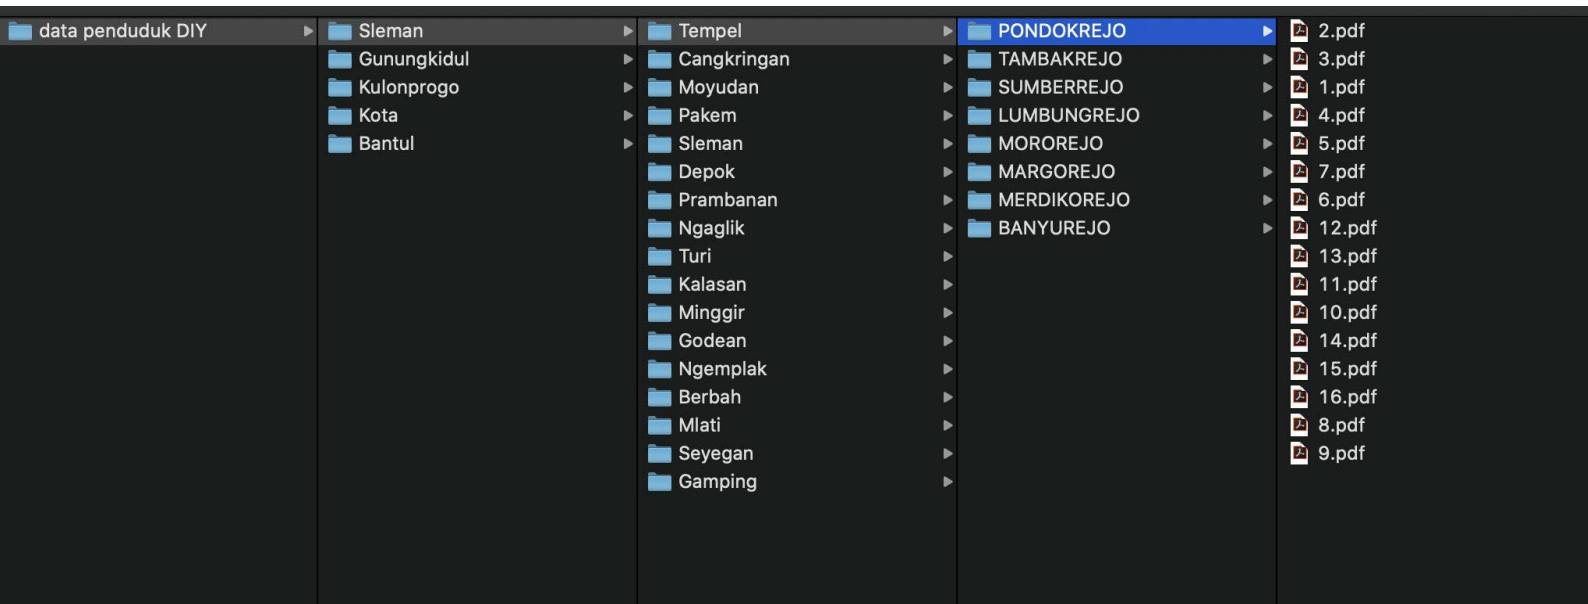 data penduduk DIY
Sleman
Gunungkidul
Kulonprogo
Kota
Bantul
Tempel
Cangkringan
Moyudan
Pakem
Sleman
Depok
Prambanan
Ngaglik
Turi
Kalasan
Minggir
Godean
Ngemplak
Berbah
Mlati
Seyegan
Gamping
PONDOKREJO
TAMBAKREJO
SUMBERREJO
LUMBUNGREJO
MOROREJO
MARGOREJO
MERDIKOREJO
BANYUREJO
2.pdf
3.pdf
1.pdf
4.pdf
5.pdf
7.pdf
6.pdf
12.pdf
13.pdf
11.pdf
10.pdf
14.pdf
15.pdf
16.pdf
8.pdf
9.pdf